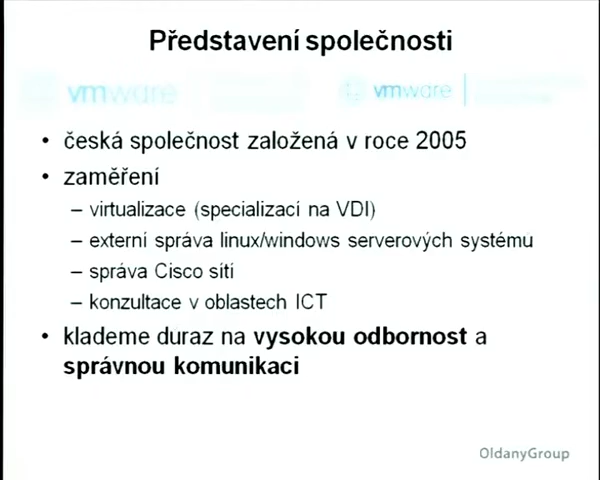 Představení společnosti
vmware vmware
• česká společnost založená v roce 2005
• zaměření
– virtualizace (specializací na VDI)
– externí správa linux/windows serverových systému
– správa Cisco sítí
– konzultace v oblastech ICT
• klademe duraz na vysokou odbornost a
správnou komunikaci
OldanyGroup